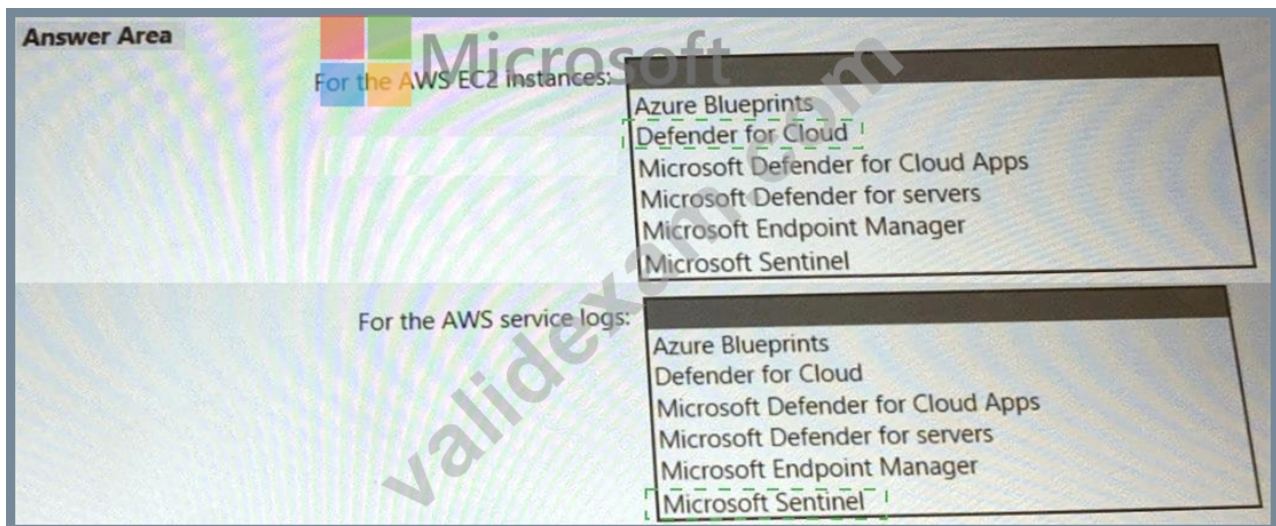 Answer Area
Microsoft
For the AWS EC2 instances:
Azure Blueprints
Defender for Cloud
Microsoft Defender for Cloud Apps
Microsoft Defender for servers
Microsoft Endpoint Manager
Microsoft Sentinel
For the AWS service logs:
Azure Blueprints
Defender for Cloud
Microsoft Defender for Cloud Apps
Microsoft Defender for servers
Microsoft Endpoint Manager
Microsoft Sentinel
validexam.com